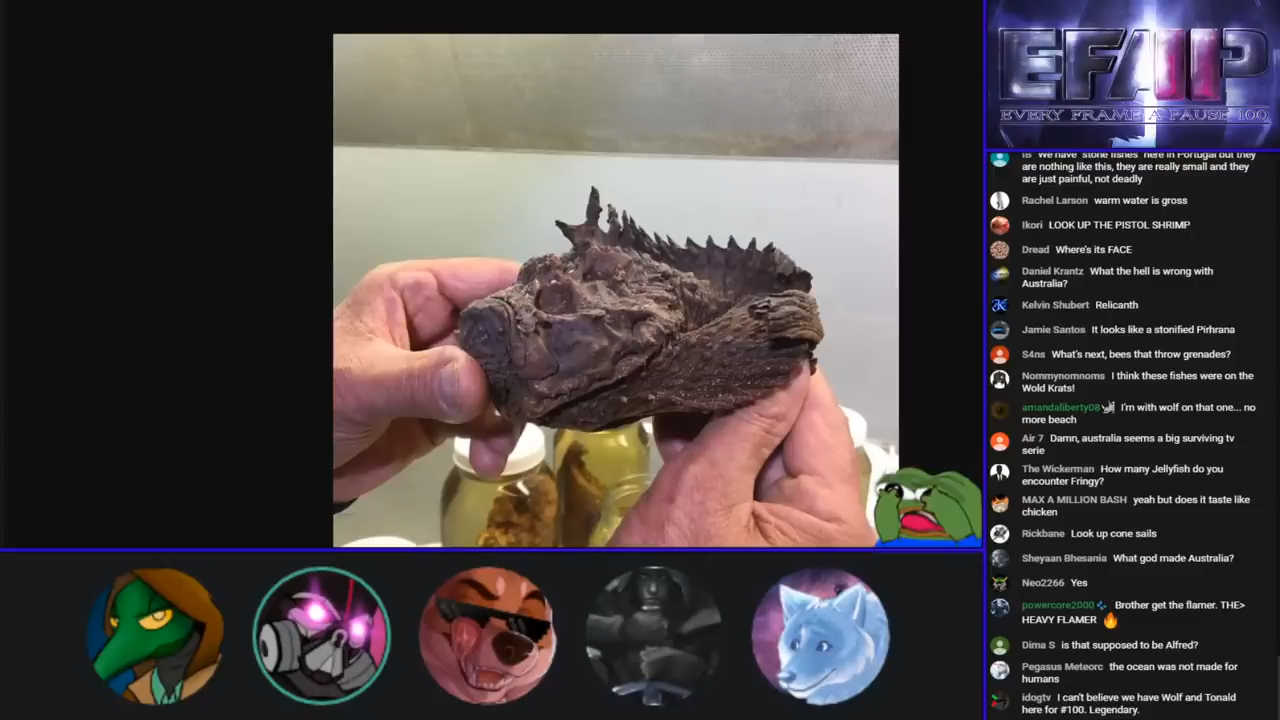 EFAP
EVERY FRAME A PAUSE 100
IB We have 'stone fishes' here in Portugal but they
are nothing like this, they are really small and they
are just painful, not deadly
Rachel Larson warm water is gross
Ikori LOOK UP THE PISTOL SHRIMP
Dread Where's its FACE
Daniel Krantz What the hell is wrong with
Australia?
Kelvin Shubert Relicanth
Jamie Santos It looks like a stonified Pirhrana
S4ns What's next, bees that throw grenades?
Nommynomnoms I think these fishes were on the
Wold Krats!
amandaliberty08 I'm with wolf on that one... no
more beach
Air 7 Damn, australia seems a big surviving tv
serie
The Wickerman How many Jellyfish do you
encounter Fringy?
MAX A MILLION BASH yeah but does it taste like
chicken
Rickbane Look up cone sails
Sheyaan Bhesania What god made Australia?
Neo2266 Yes
powercore2000 Brother get the flamer. THE>
HEAVY FLAMER
Dima S is that supposed to be Alfred?
Pegasus Meteorc the ocean was not made for
humans
idogtv I can't believe we have Wolf and Tonald
here for #100. Legendary.